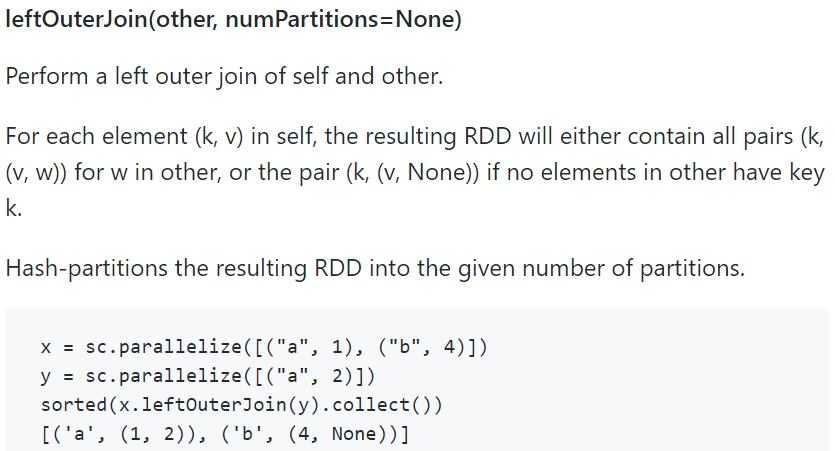 leftOuterJoin(other, numPartitions=None)
Perform a left outer join of self and other.
For each element (k, v) in self, the resulting RDD will either contain all pairs (k,
(v, w)) for w in other, or the pair (k, (v, None)) if no elements in other have key
k.
Hash-partitions the resulting RDD into the given number of partitions.
x = sc.parallelize([("a", 1), ("b", 4)])
y = sc.parallelize([("a", 2)])
sorted(x.leftOuterJoin(y).collect())
[('a', (1, 2)), ('b', (4, None))]